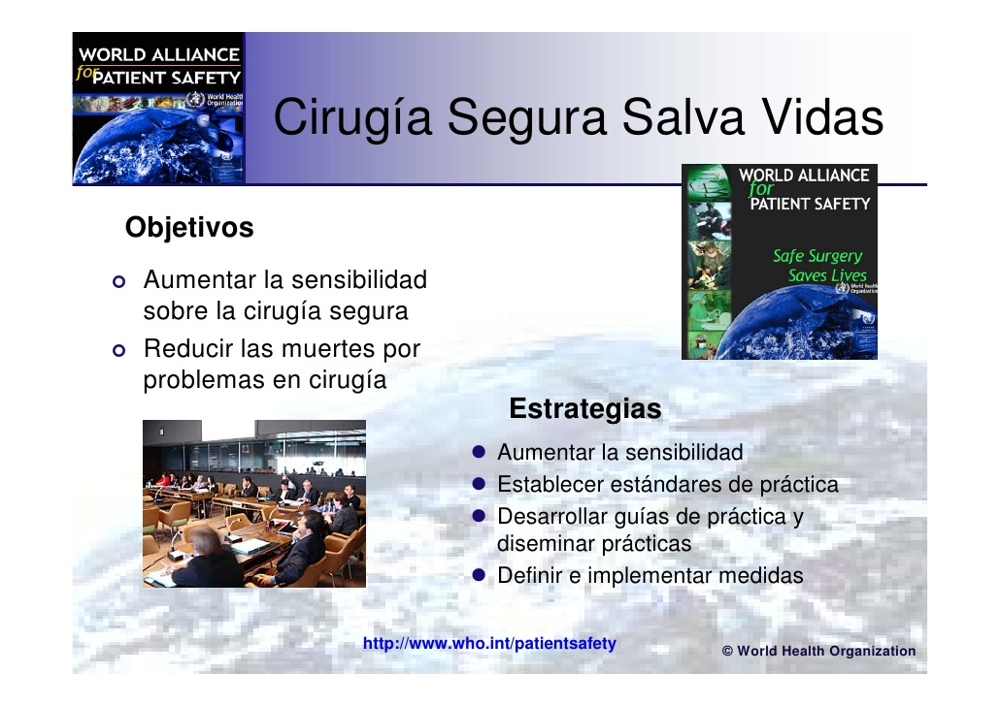 WORLD ALLIANCE
for
PATIENT SAFETY
World Health
Organization
Cirugía Segura Salva Vidas
WORLD ALLIANCE
for
PATIENT SAFETY
Safe Surgery
Saves Lives
World Health
Organization
Objetivos
Aumentar la sensibilidad
sobre la cirugía segura
Reducir las muertes por
problemas en cirugía
Estrategias
Aumentar la sensibilidad
Establecer estándares de práctica
Desarrollar guías de práctica y
diseminar prácticas
Definir e implementar medidas
http://www.who.int/patientsafety
© World Health Organization